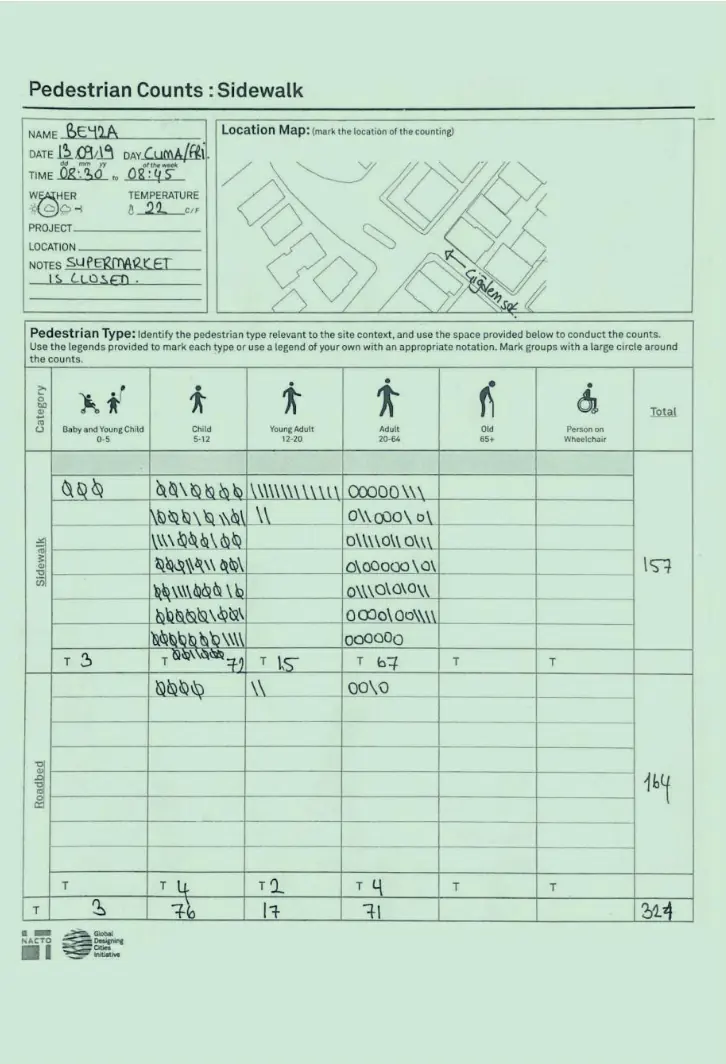 Pedestrian Counts : Sidewalk
NAME BEYZA
DATE 13.09.19 DAY CUMA/FRI.
dd mm yy of the week
TIME 08:30 to 08:45
WEATHER TEMPERATURE
22 C/F
PROJECT
LOCATION
NOTES SUPERMARKET
IS CLOSED.
Location Map: (mark the location of the counting)
Çiğdem sok.
Pedestrian Type: Identify the pedestrian type relevant to the site context, and use the space provided below to conduct the counts.
Use the legends provided to mark each type or use a legend of your own with an appropriate notation. Mark groups with a large circle around
the counts.
Category
Baby and Young Child
0-5
Child
5-12
Young Adult
12-20
Adult
20-64
Old
65+
Person on
Wheelchair
Total
Sidewalk
157
T 3 T 72 T 15 T 67 T T
Roadbed
164
T T 4 T 2 T 4 T T
T 3 76 17 71 324
NACTO
Global
Designing
Cities
Initiative